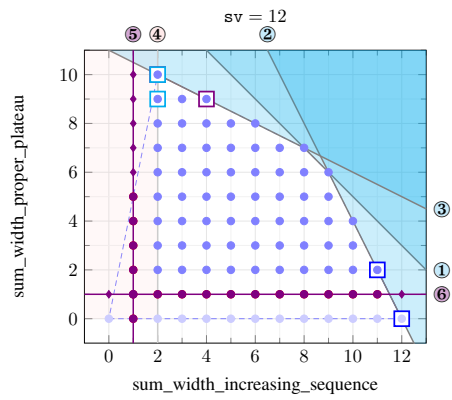 sv = 12
⑤ ④ ②
10
8
6
4
2
0
③
①
⑥
0 2 4 6 8 10 12
sum_width_proper_plateau
sum_width_increasing_sequence